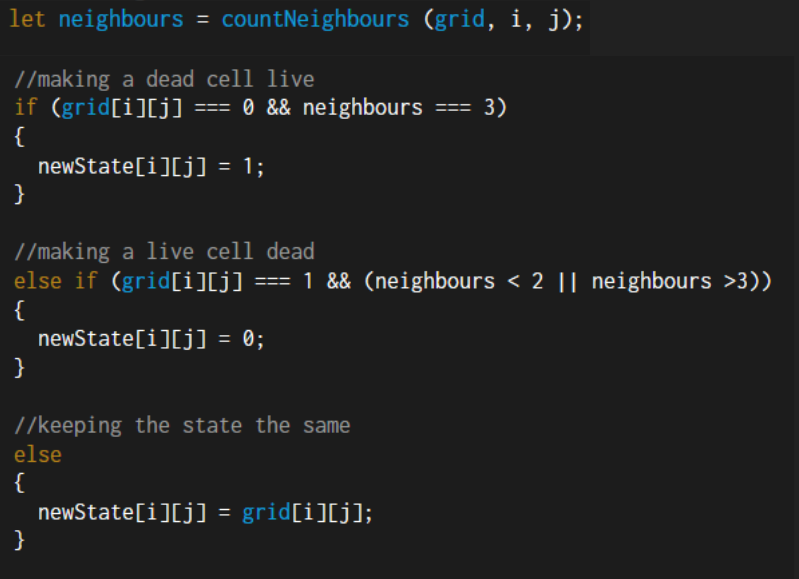 let neighbours = countNeighbours (grid, i, j);
//making a dead cell live
if (grid[i][j] === 0 && neighbours === 3)
{
  newState[i][j] = 1;
}
//making a live cell dead
else if (grid[i][j] === 1 && (neighbours < 2 || neighbours >3))
{
  newState[i][j] = 0;
}
//keeping the state the same
else
{
  newState[i][j] = grid[i][j];
}